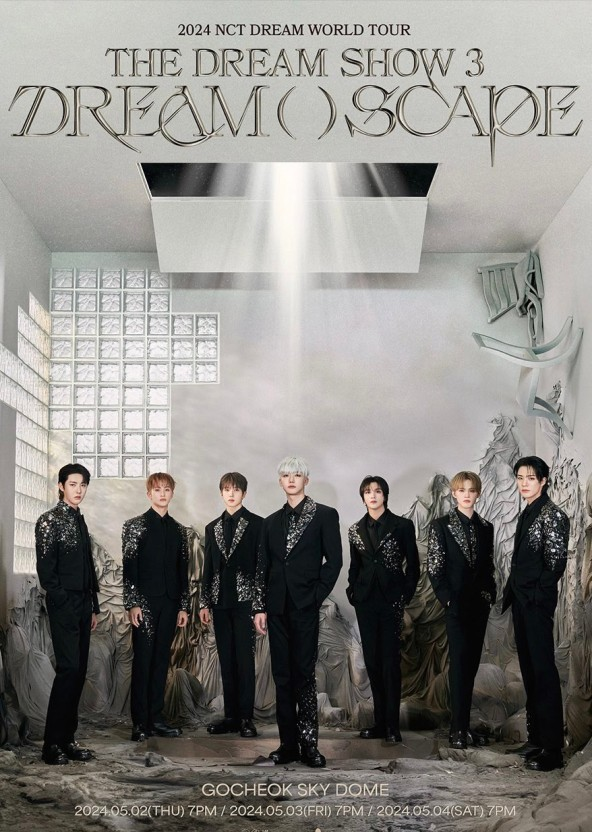 2024 NCT DREAM WORLD TOUR
THE DREAM SHOW 3
DREAM ( ) SCAPE
GOCHEOK SKY DOME
2024.05.02(THU) 7PM / 2024.05.03(FRI) 7PM / 2024.05.04(SAT) 7PM